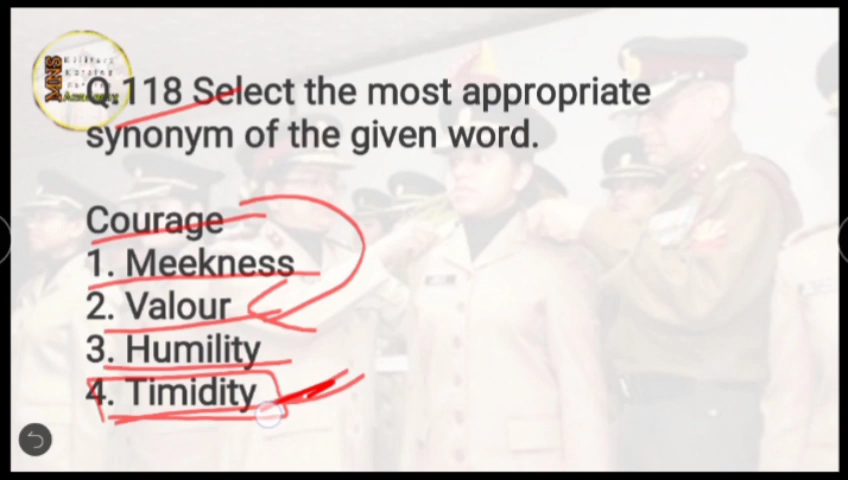 MNS
Q.118 Select the most appropriate
synonym of the given word.
Courage
1. Meekness
2. Valour
3. Humility
4. Timidity